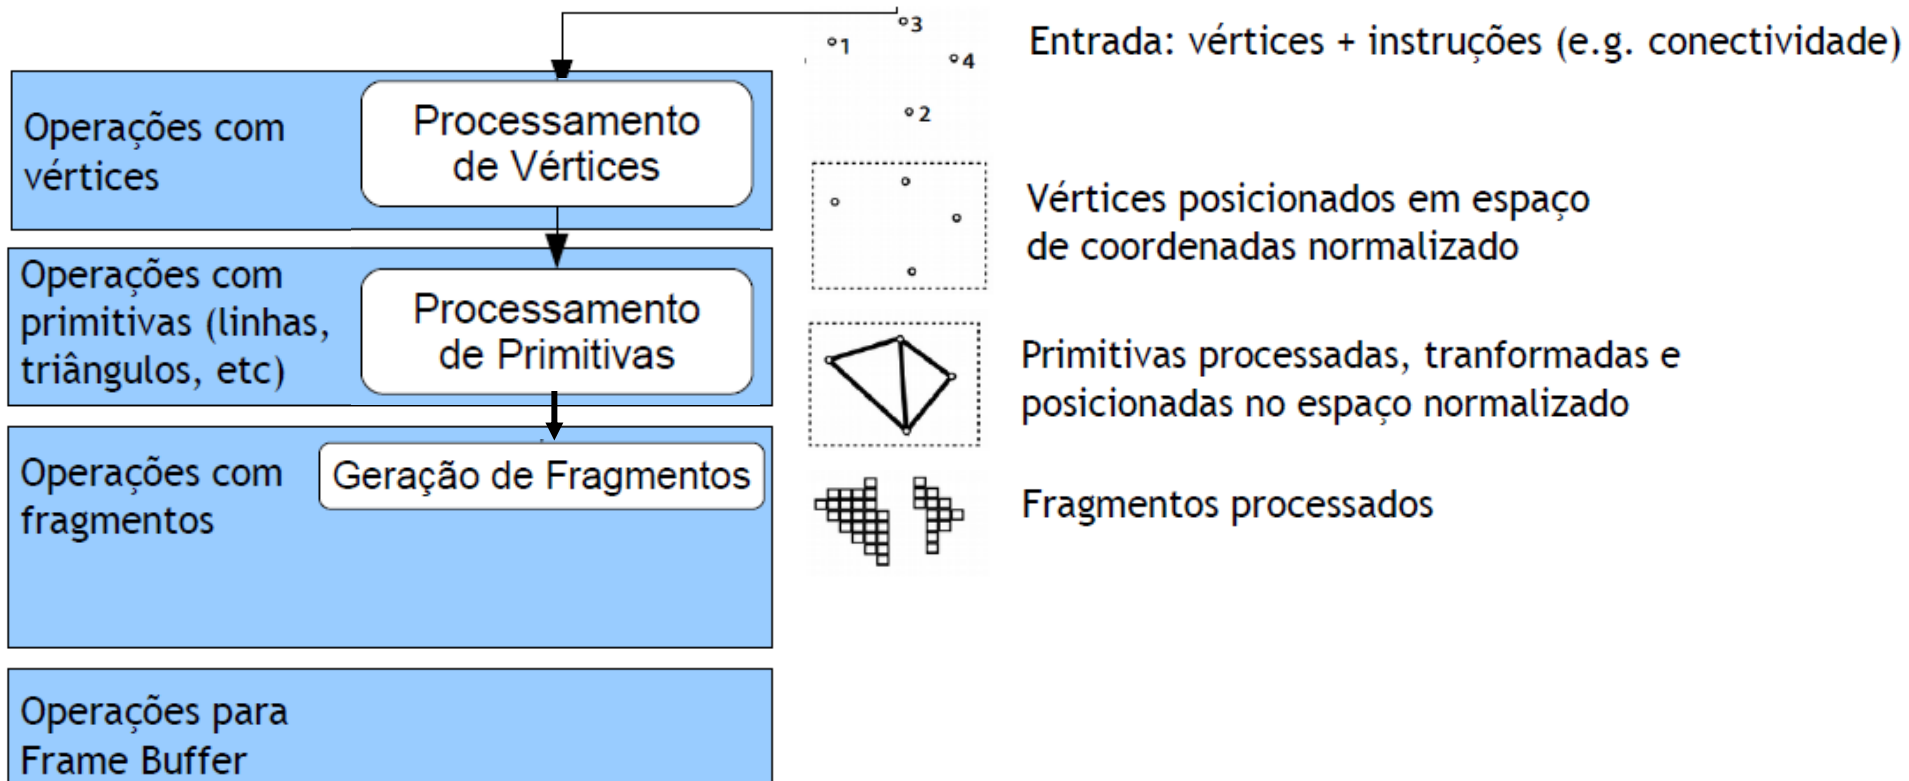 3
1
4
2
Entrada: vértices + instruções (e.g. conectividade)
Operações com
vértices
Processamento
de Vértices
Vértices posicionados em espaço
de coordenadas normalizado
Operações com
primitivas (linhas,
triângulos, etc)
Processamento
de Primitivas
Primitivas processadas, tranformadas e
posicionadas no espaço normalizado
Operações com
fragmentos
Geração de Fragmentos
Fragmentos processados
Operações para
Frame Buffer